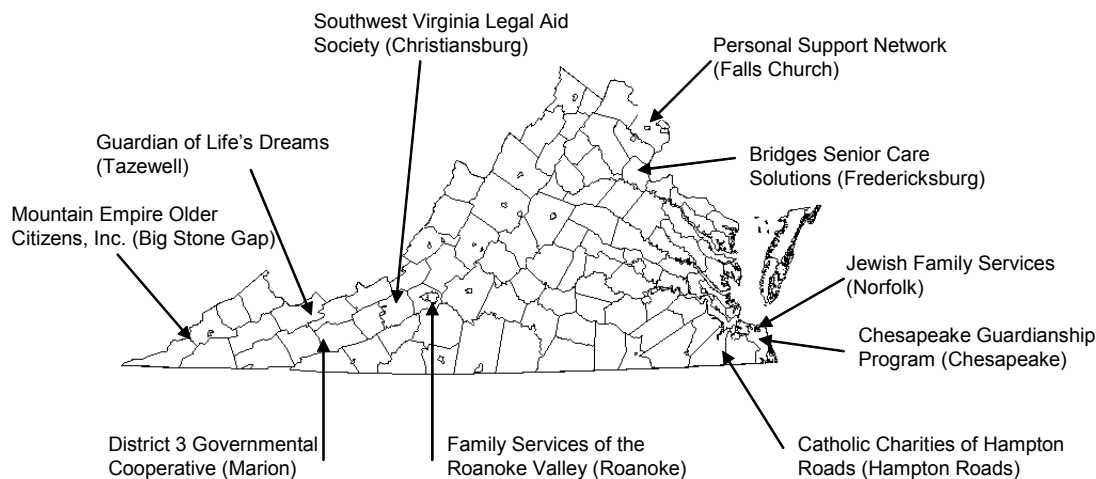 Southwest Virginia Legal Aid
Society (Christiansburg)
Personal Support Network
(Falls Church)
Guardian of Life's Dreams
(Tazewell)
Bridges Senior Care
Solutions (Fredericksburg)
Mountain Empire Older
Citizens, Inc. (Big Stone Gap)
Jewish Family Services
(Norfolk)
Chesapeake Guardianship
Program (Chesapeake)
District 3 Governmental
Cooperative (Marion)
Family Services of the
Roanoke Valley (Roanoke)
Catholic Charities of Hampton
Roads (Hampton Roads)